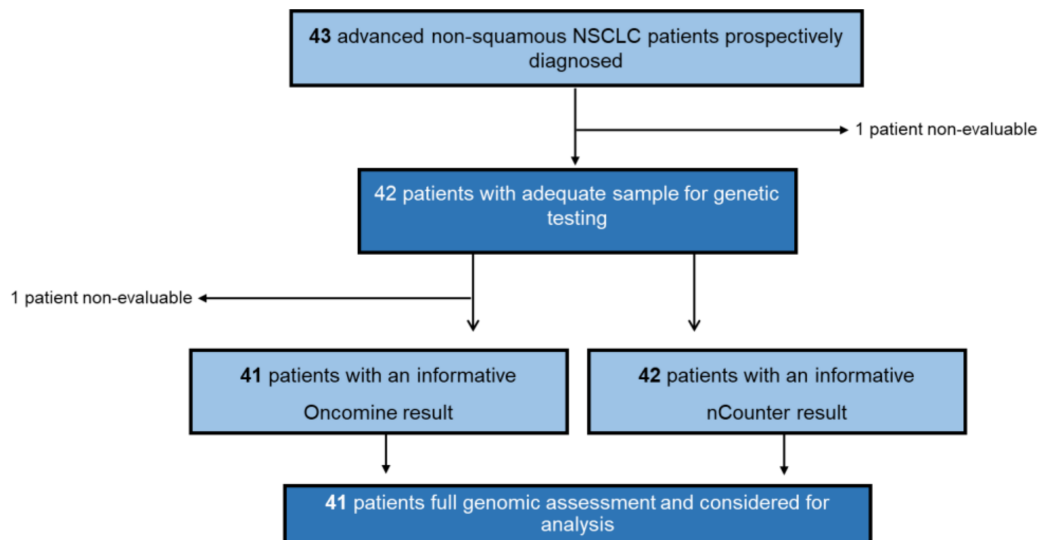 43 advanced non-squamous NSCLC patients prospectively
diagnosed
1 patient non-evaluable
42 patients with adequate sample for genetic
testing
1 patient non-evaluable
41 patients with an informative
Oncomine result
42 patients with an informative
nCounter result
41 patients full genomic assessment and considered for
analysis